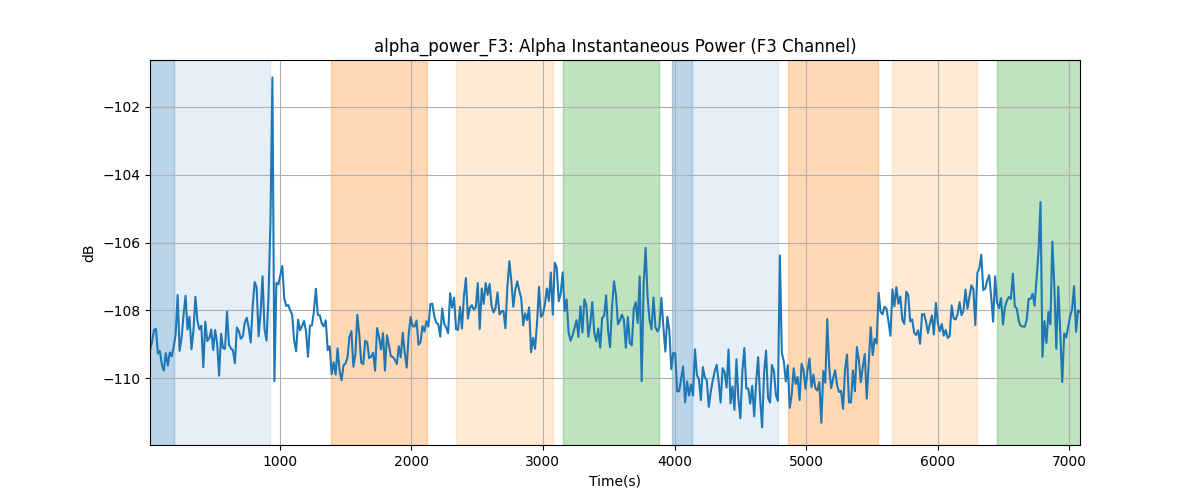 alpha_power_F3: Alpha Instantaneous Power (F3 Channel)
−102
−104
−106
−108
−110
dB
1000 2000 3000 4000 5000 6000 7000
Time(s)